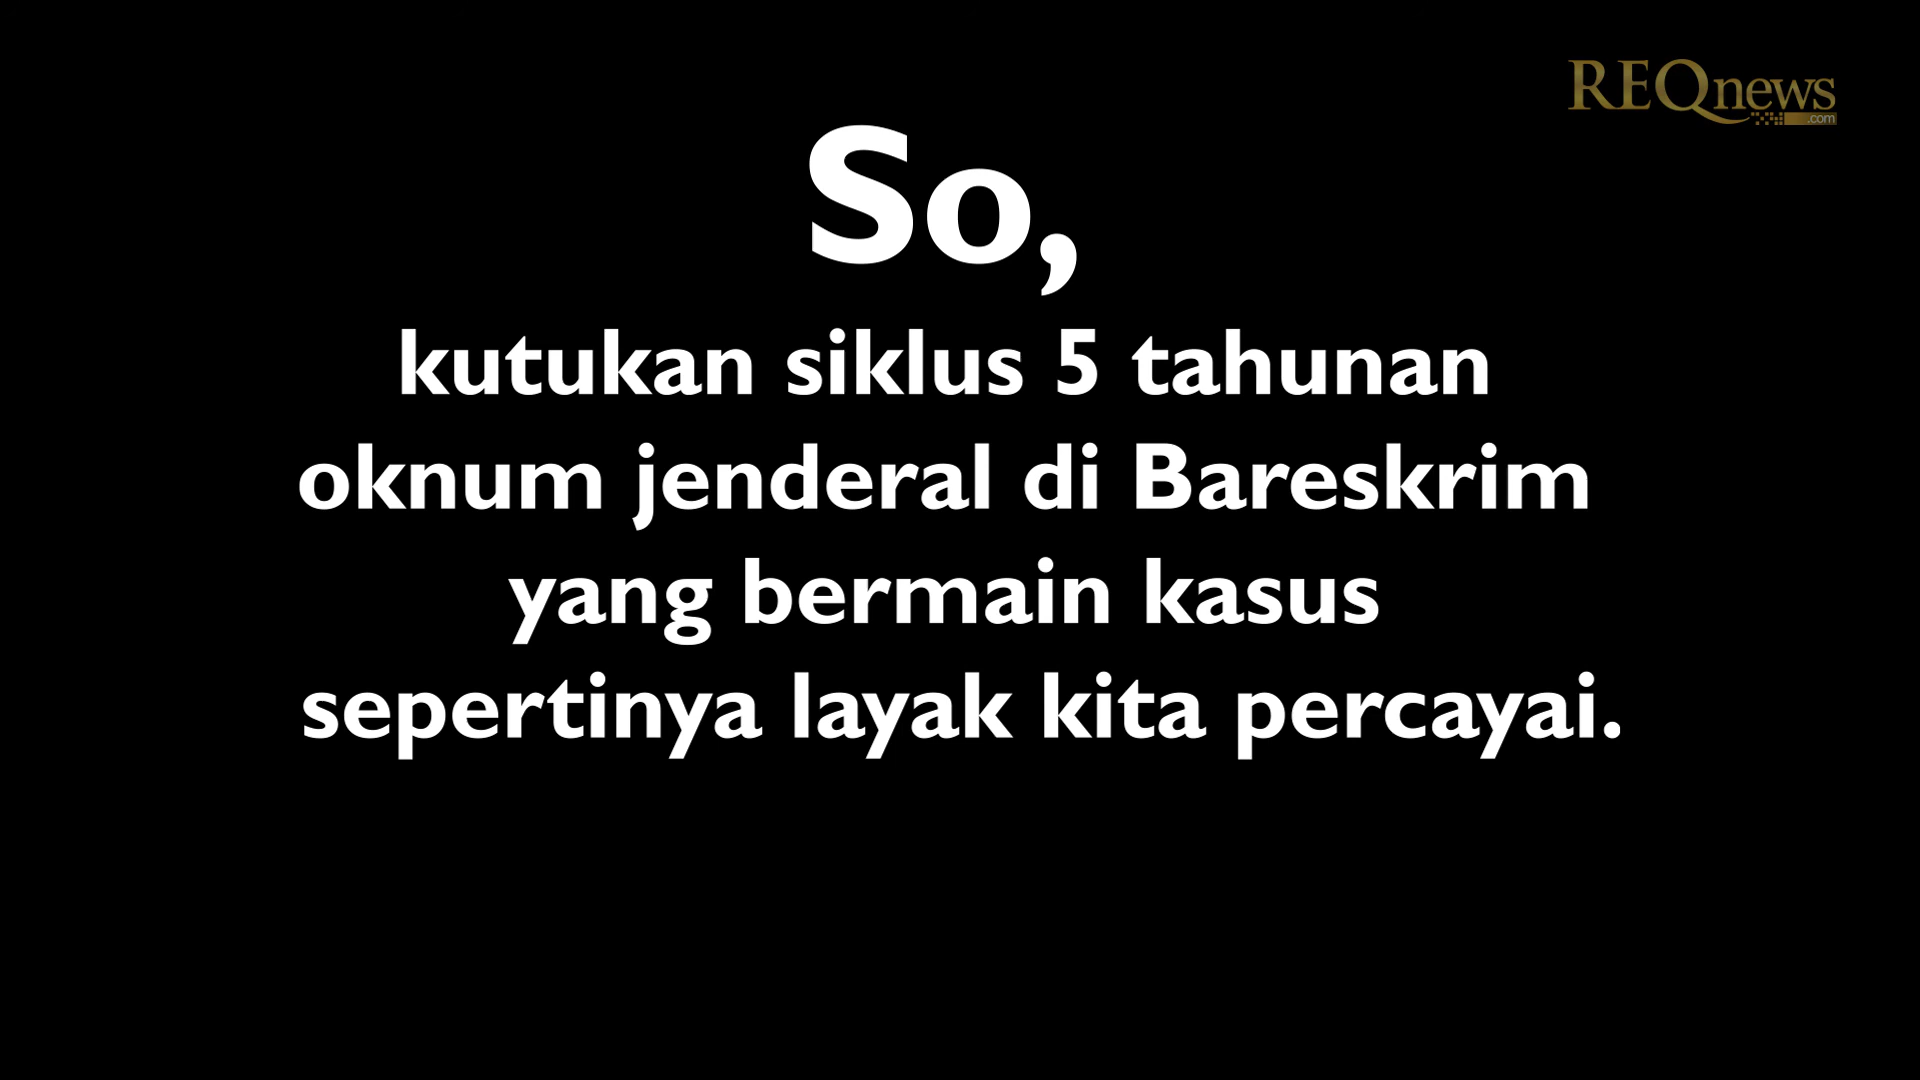 REQnews
.com
So,
kutukan siklus 5 tahunan
oknum jenderal di Bareskrim
yang bermain kasus
sepertinya layak kita percayai.